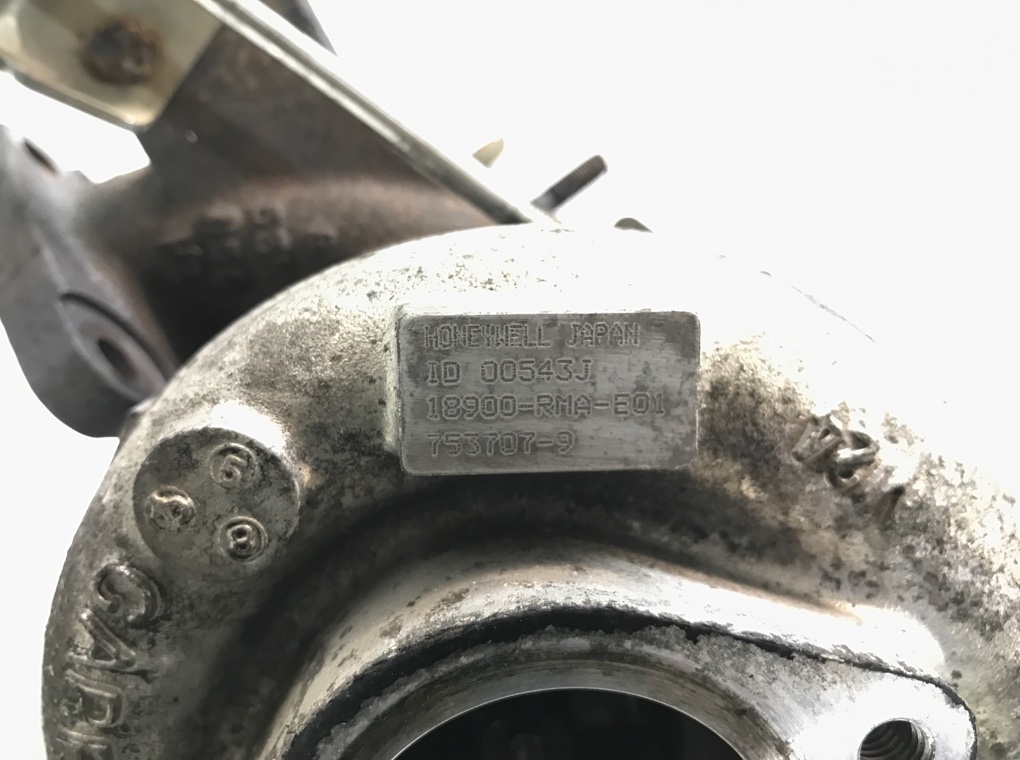 HONEYWELL JAPAN
ID 00543J
18900-RMA-E01
753707-9